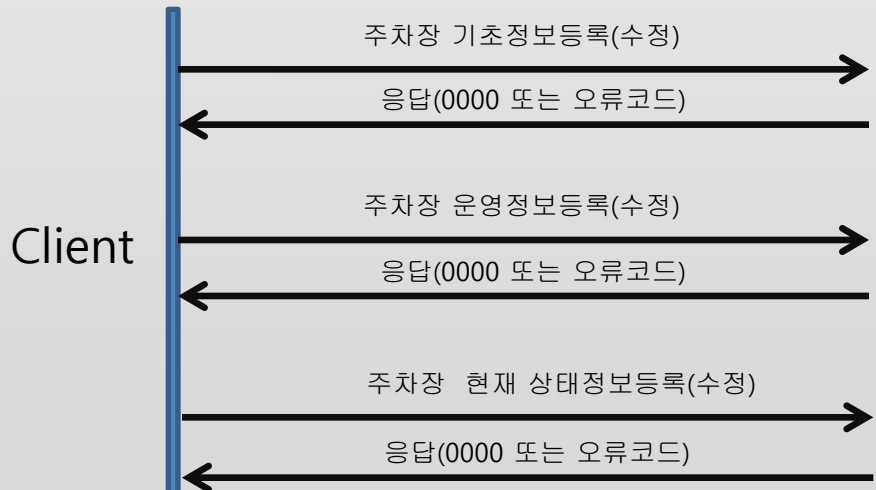 주차장 기초정보등록(수정)
응답(0000 또는 오류코드)
주차장 운영정보등록(수정)
Client
응답(0000 또는 오류코드)
주차장 현재 상태정보등록(수정)
응답(0000 또는 오류코드)